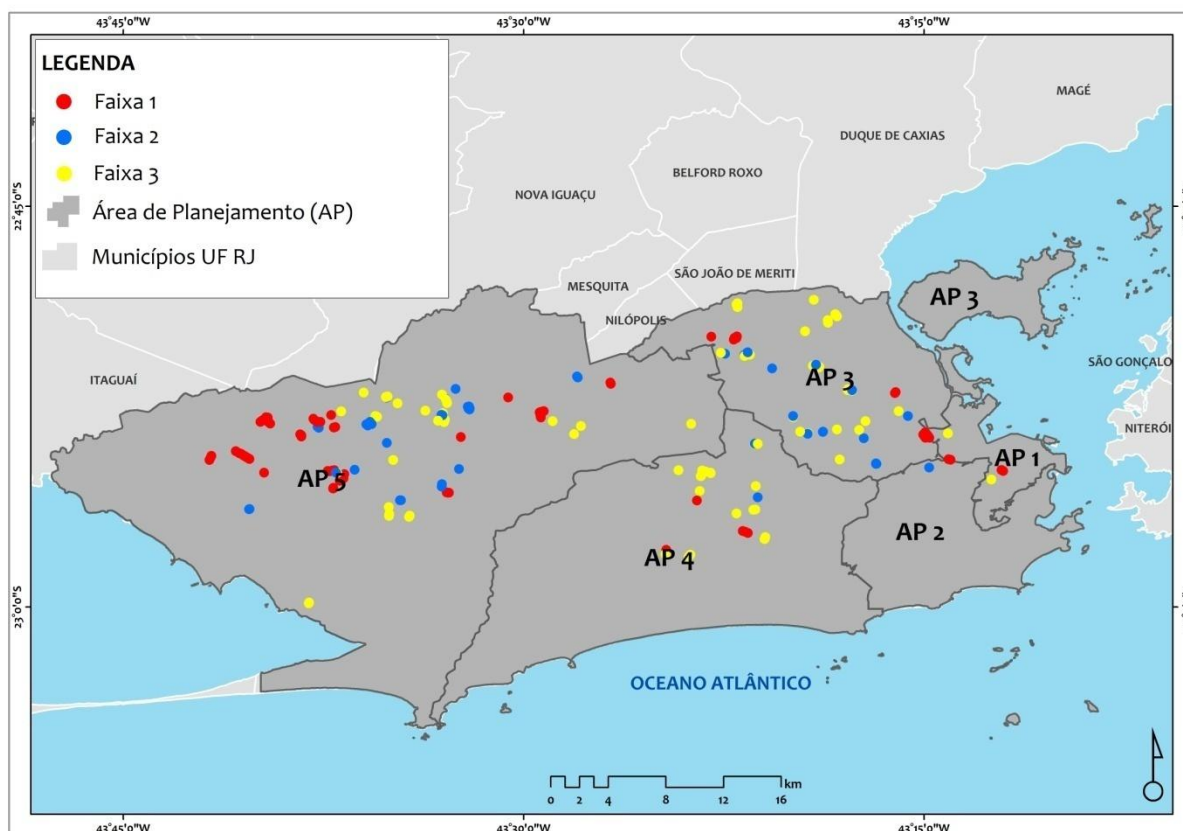 43°45'0"W
43°30'0"W
43°15'0"W
LEGENDA
Faixa 1
Faixa 2
Faixa 3
Área de Planejamento (AP)
Municípios UF RJ
MAGÉ
DUQUE DE CAXIAS
BELFORD ROXO
NOVA IGUAÇU
22°45'0"S
SÃO JOÃO DE MERITI
MESQUITA
AP 3
NILÓPOLIS
SÃO GONÇALO
ITAGUAÍ
AP 3
NITERÓI
AP 1
AP 5
AP 2
AP 4
23°0'0"S
OCEANO ATLÂNTICO
km
0 2 4 8 12 16
43°45'0"W
43°30'0"W
43°15'0"W